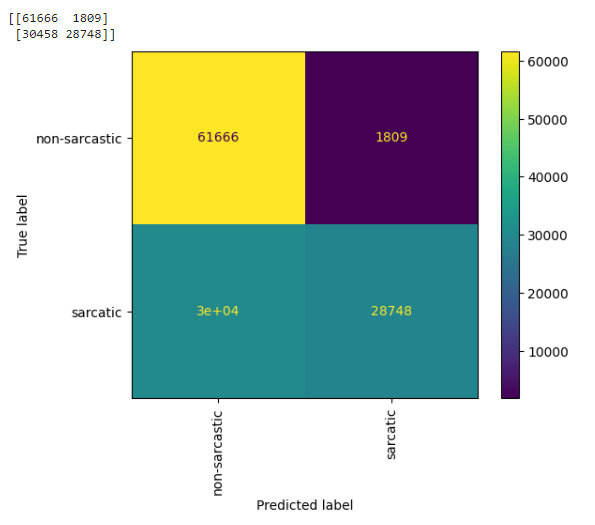 [[61666  1809]
 [30458 28748]]
non-sarcastic
sarcatic
True label
61666
1809
3e+04
28748
non-sarcastic
sarcatic
Predicted label
60000
50000
40000
30000
20000
10000